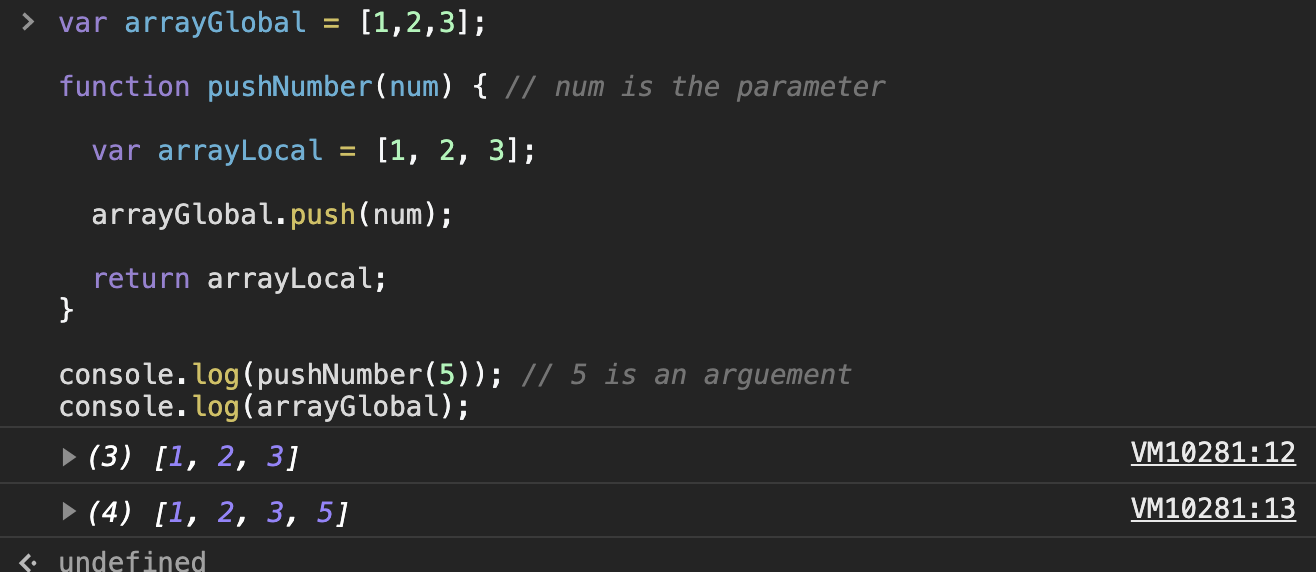 > var arrayGlobal = [1,2,3];
function pushNumber(num) { // num is the parameter
var arrayLocal = [1, 2, 3];
arrayGlobal.push(num);
return arrayLocal;
}
console.log(pushNumber(5)); // 5 is an arguement
console.log(arrayGlobal);
(3) [1, 2, 3] VM10281:12
(4) [1, 2, 3, 5] VM10281:13
undefined